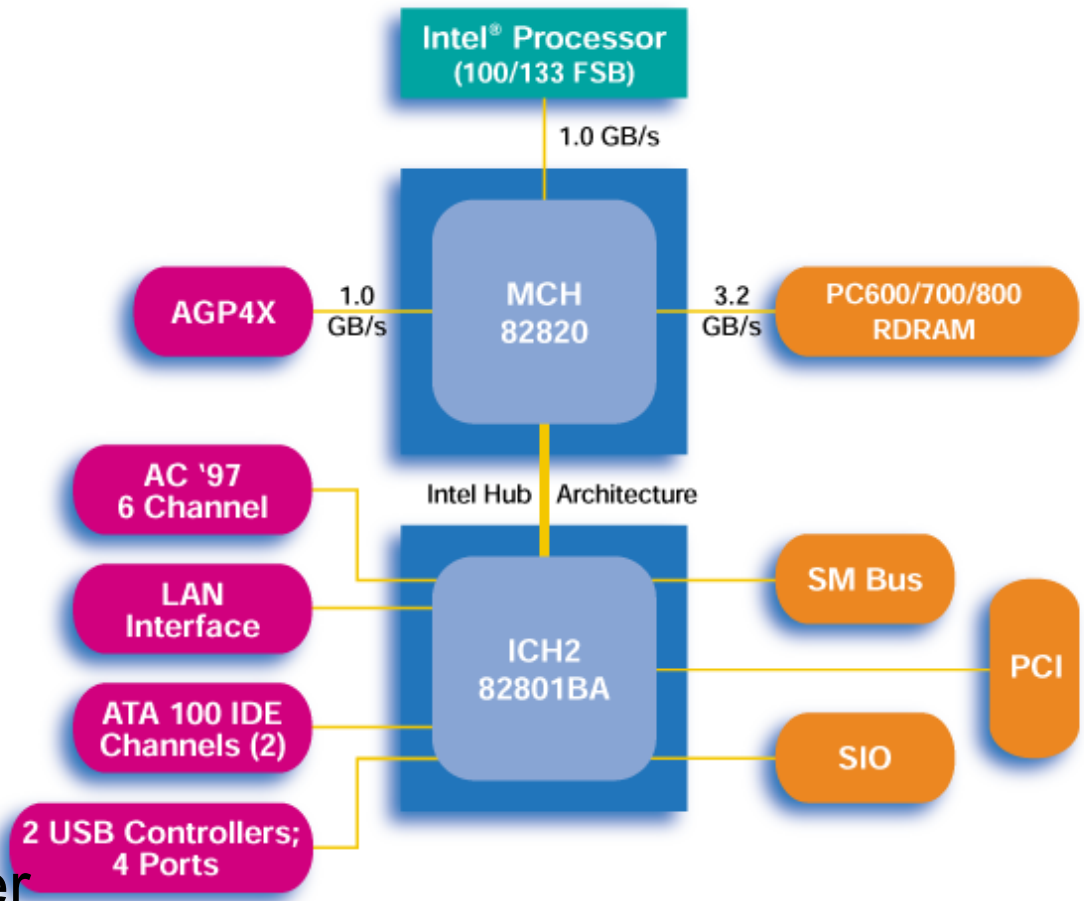 Intel® Processor
(100/133 FSB)
1.0 GB/s
AGP4X
1.0
GB/s
MCH
82820
3.2
GB/s
PC600/700/800
RDRAM
Intel Hub Architecture
AC '97
6 Channel
LAN
Interface
ATA 100 IDE
Channels (2)
2 USB Controllers;
4 Ports
ICH2
82801BA
SM Bus
PCI
SIO
er